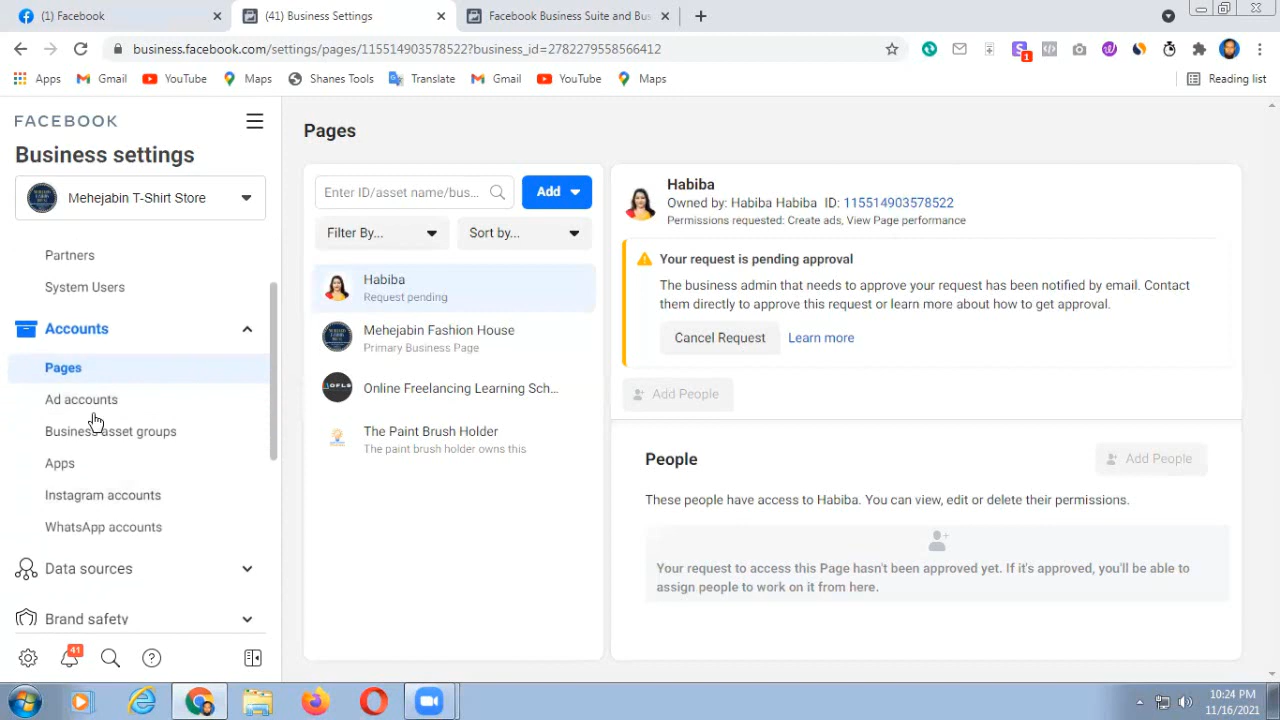 (1) Facebook
(41) Business Settings
Facebook Business Suite and Bus
business.facebook.com/settings/pages/115514903578522?business_id=2782279558566412
1
Apps
Gmail
YouTube
Maps
Shanes Tools
Translate
Gmail
YouTube
Maps
Reading list
FACEBOOK
Business settings
Mehejabin T-Shirt Store
Partners
System Users
Accounts
Pages
Ad accounts
Business asset groups
Apps
Instagram accounts
WhatsApp accounts
Data sources
Brand safety
41
Pages
Enter ID/asset name/bus...
Add
Filter By...
Sort by...
Habiba
Request pending
Mehejabin Fashion House
Primary Business Page
OFLS
Online Freelancing Learning Sch...
The Paint Brush Holder
The paint brush holder owns this
Habiba
Owned by: Habiba Habiba ID: 115514903578522
Permissions requested: Create ads, View Page performance
Your request is pending approval
The business admin that needs to approve your request has been notified by email. Contact
them directly to approve this request or learn more about how to get approval.
Cancel Request
Learn more
Add People
People
Add People
These people have access to Habiba. You can view, edit or delete their permissions.
Your request to access this Page hasn't been approved yet. If it's approved, you'll be able to
assign people to work on it from here.
10:24 PM
11/16/2021